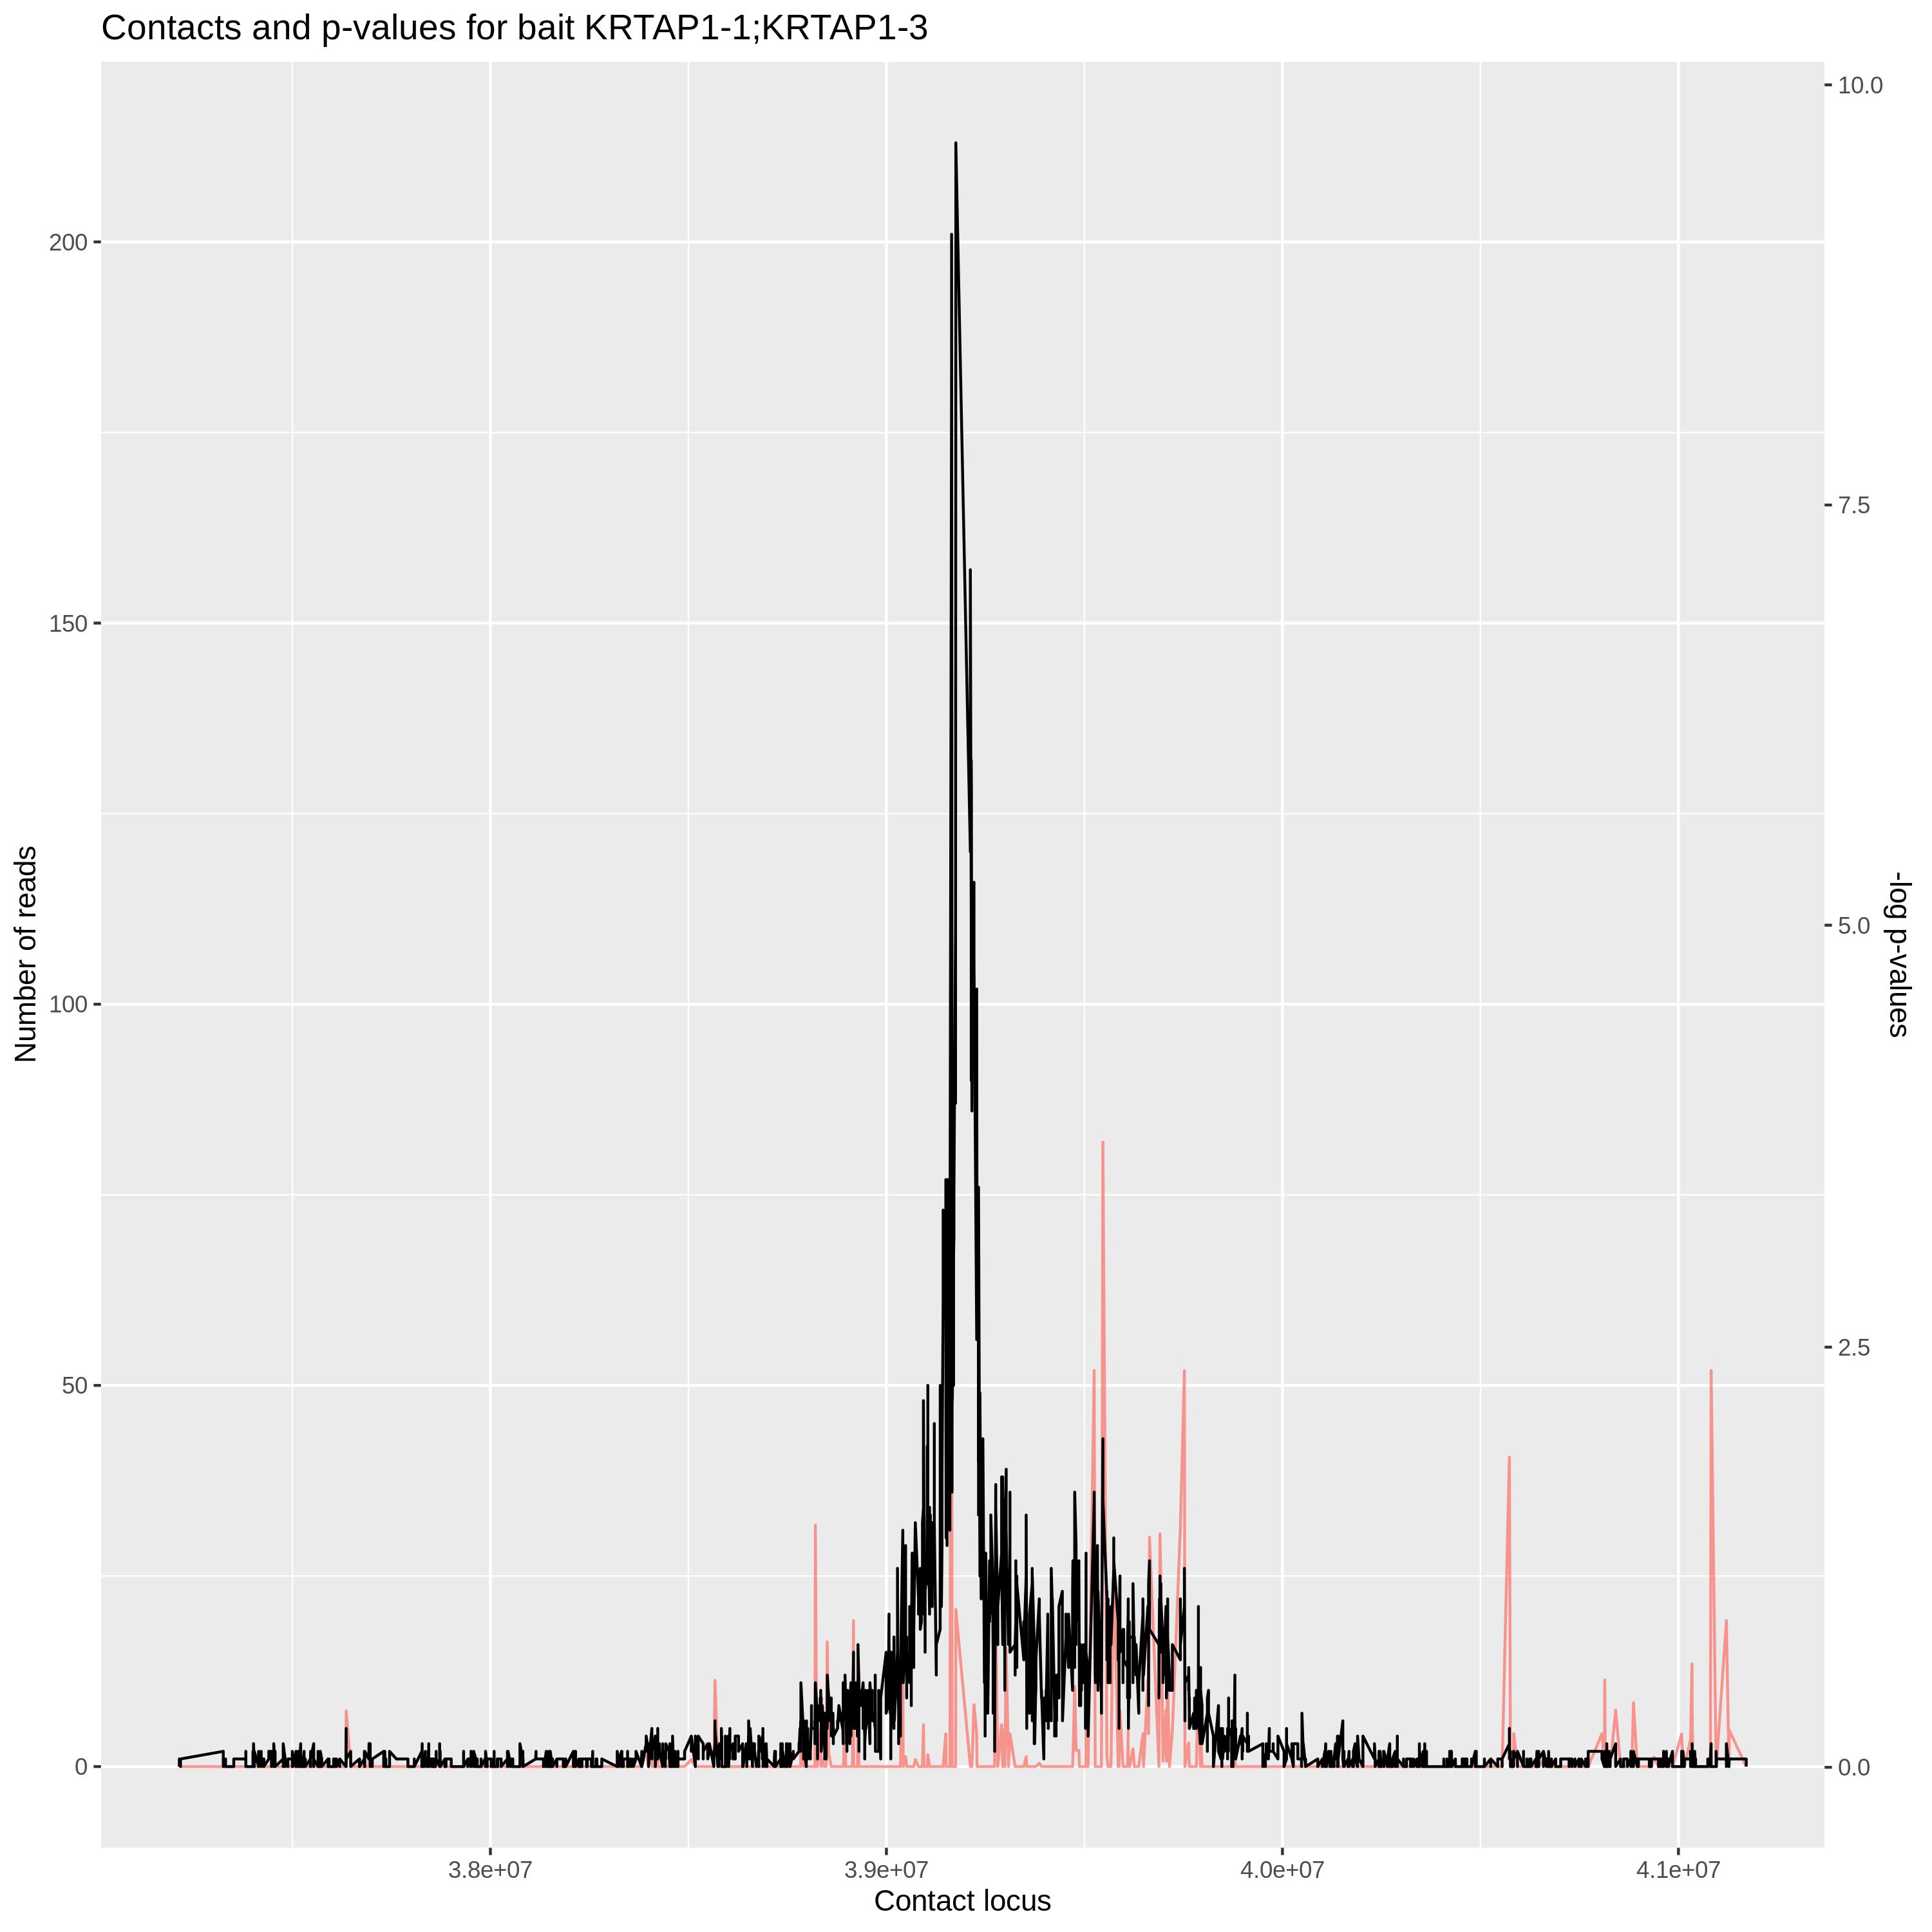 Contacts and p-values for bait KRTAP1-1;KRTAP1-3
10.0
200
7.5
150
5.0
100
2.5
50
0
0.0
Number of reads
-log p-values
3.8e+07
3.9e+07
4.0e+07
4.1e+07
Contact locus